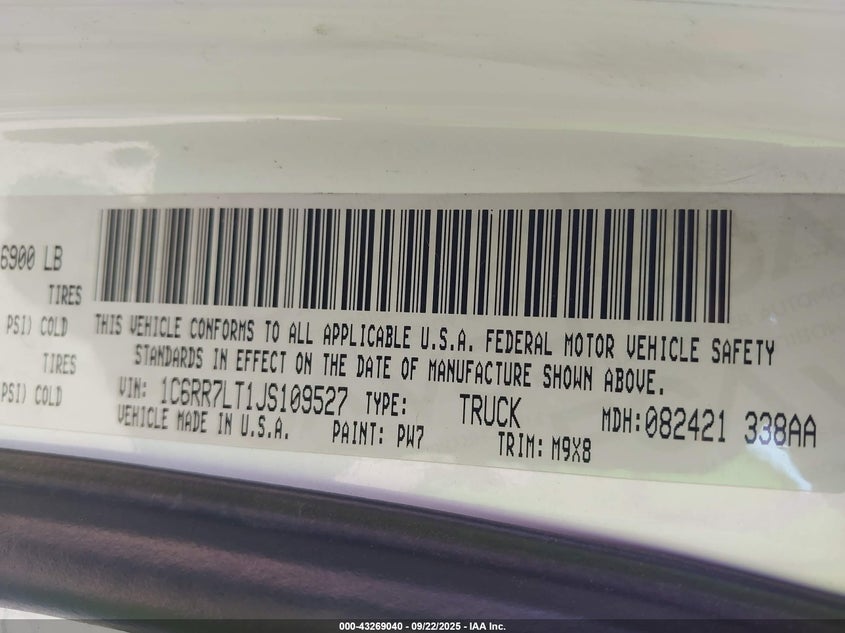 6900 LB
TIRES
PSI) COLD
TIRES
PSI) COLD
THIS VEHICLE CONFORMS TO ALL APPLICABLE U.S.A. FEDERAL MOTOR VEHICLE SAFETY
STANDARDS IN EFFECT ON THE DATE OF MANUFACTURE SHOWN ABOVE.
VIN: 1C6RR7LT1JS109527 TYPE: TRUCK MDH:082421 338AA
VEHICLE MADE IN U.S.A. PAINT: PW7 TRIM: M9X8
000-43269040 - 09/22/2025 - IAA Inc.